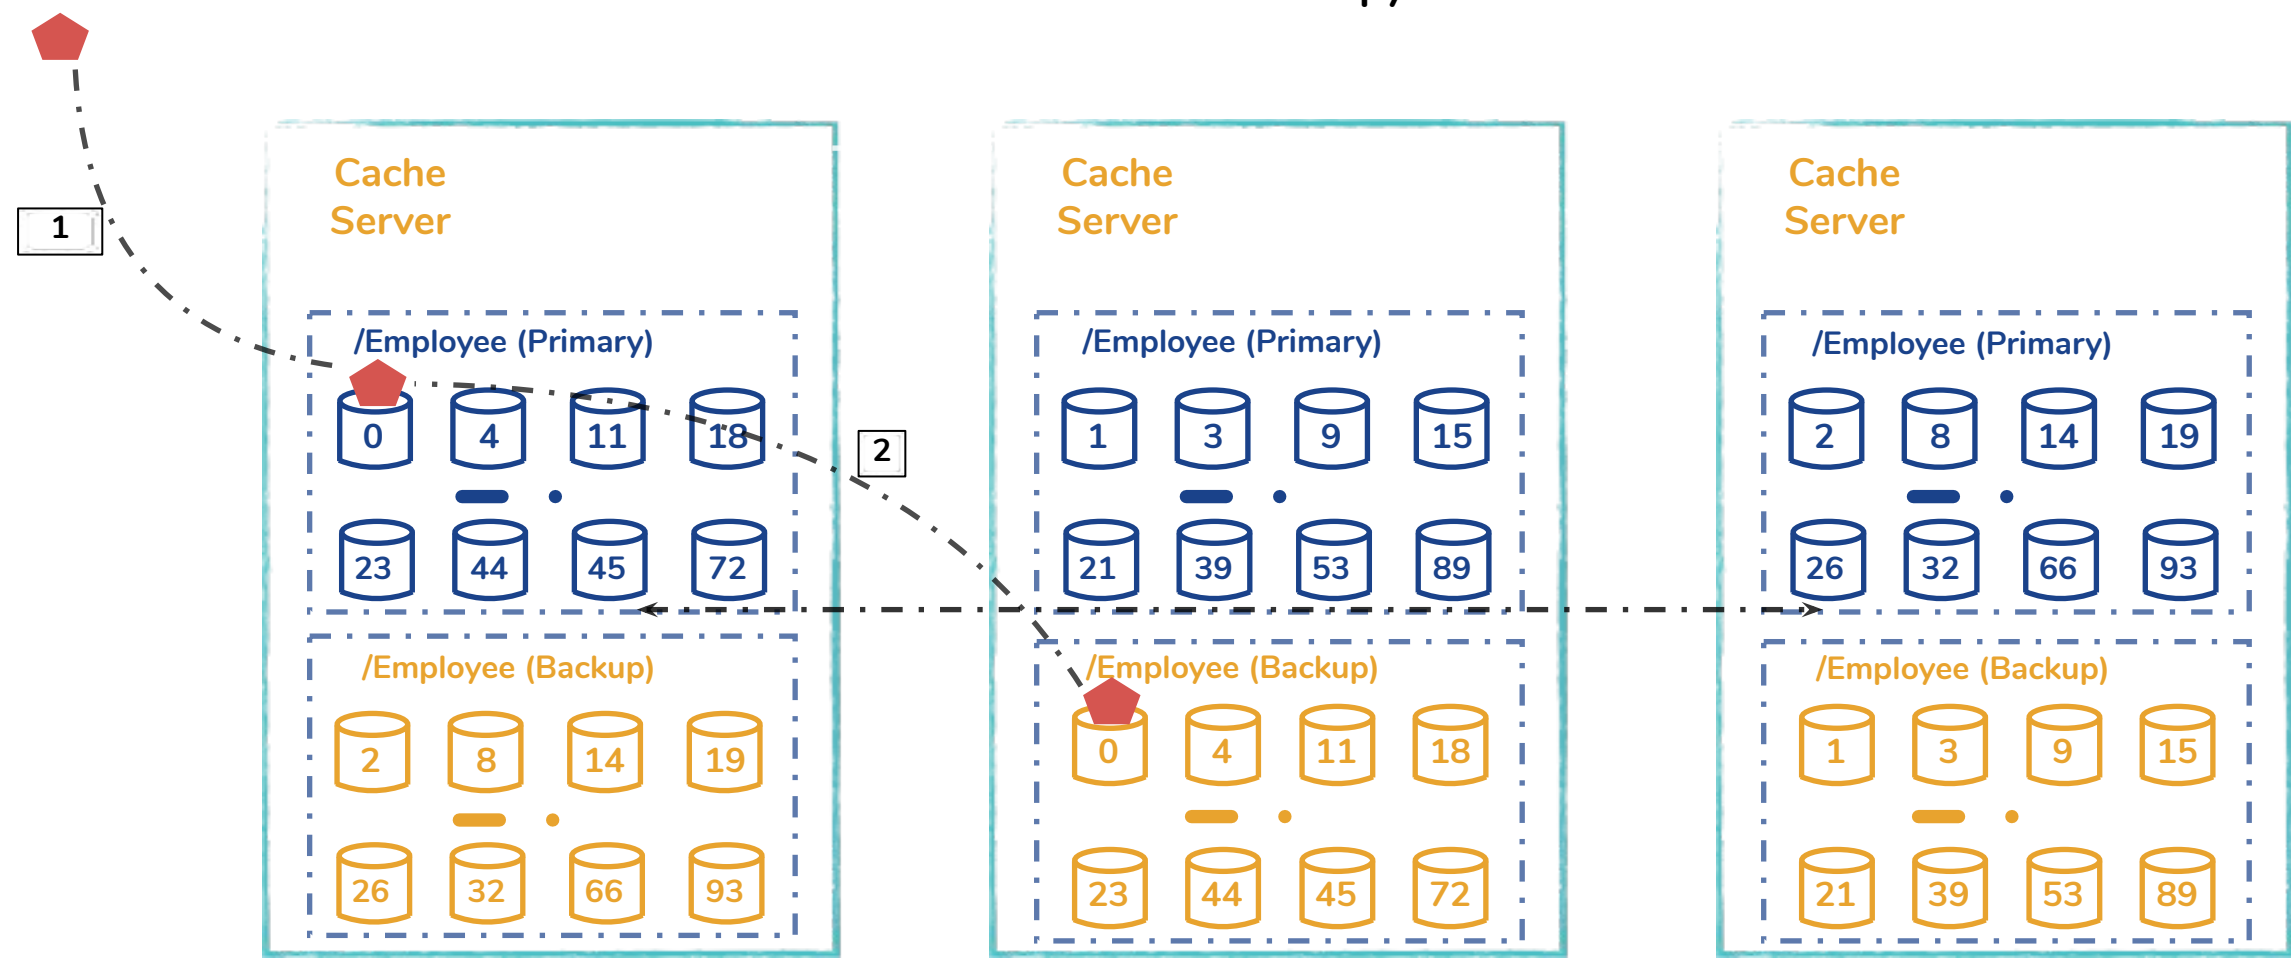 1
Cache
Server
/Employee (Primary)
0 4 11 18
23 44 45 72
/Employee (Backup)
2 8 14 19
26 32 66 93
2
Cache
Server
/Employee (Primary)
1 3 9 15
21 39 53 89
/Employee (Backup)
0 4 11 18
23 44 45 72
Cache
Server
/Employee (Primary)
2 8 14 19
26 32 66 93
/Employee (Backup)
1 3 9 15
21 39 53 89